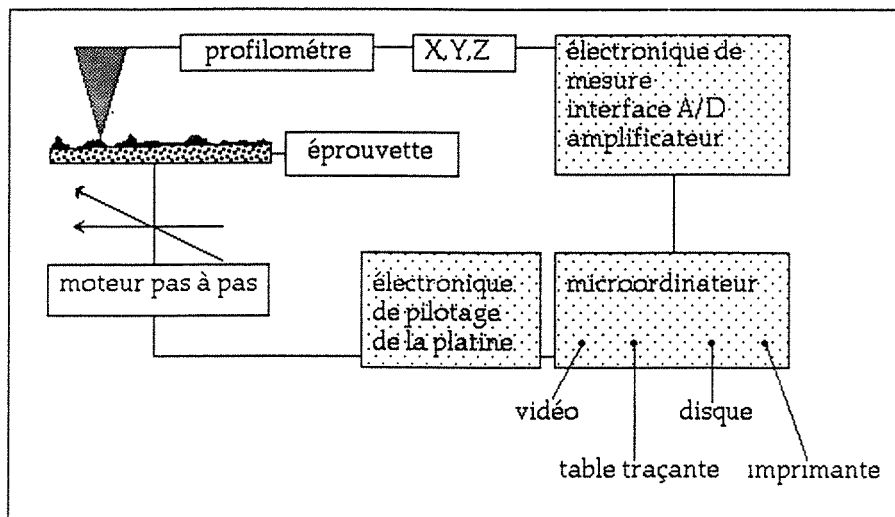 profilométre
X,Y,Z
électronique de
mesure
interface A/D
amplificateur
éprouvette
moteur pas à pas
électronique
de pilotage
de la platine
microordinateur
vidéo
disque
table traçante
imprimante